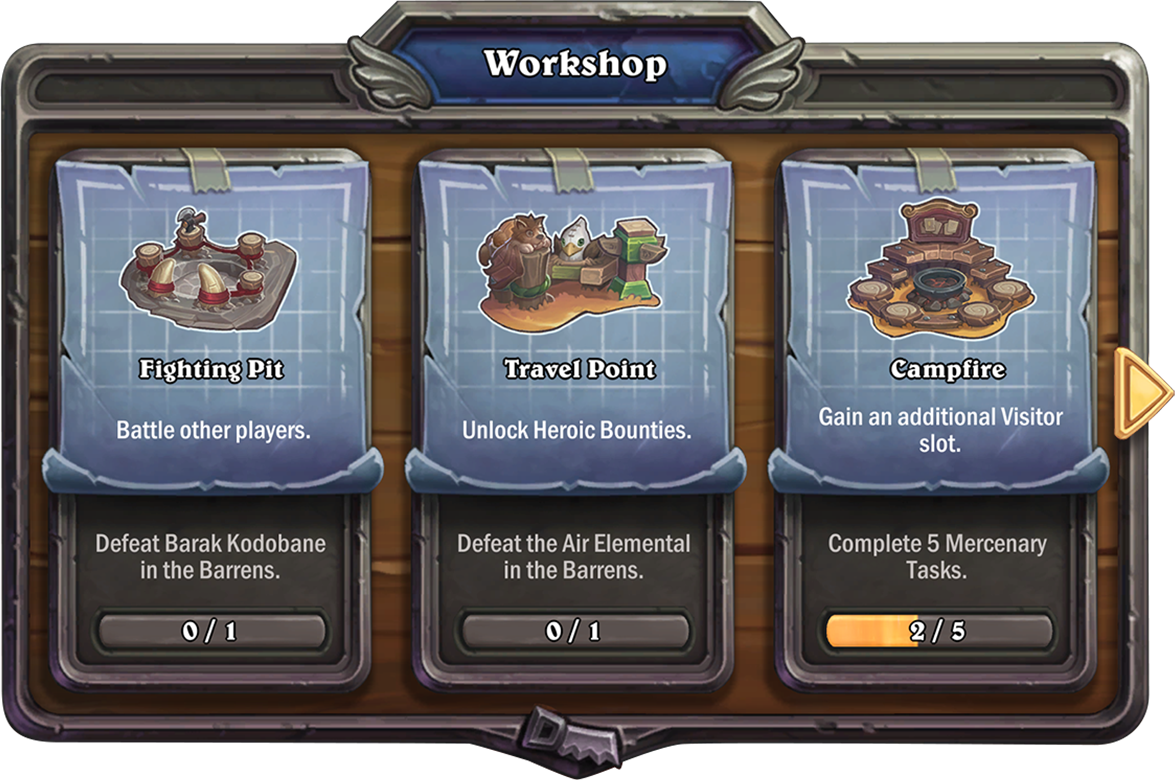 Workshop
Fighting Pit
Battle other players.
Defeat Barak Kodobane
in the Barrens.
0 / 1
Travel Point
Unlock Heroic Bounties.
Defeat the Air Elemental
in the Barrens.
0 / 1
Campfire
Gain an additional Visitor
slot.
Complete 5 Mercenary
Tasks.
2 / 5